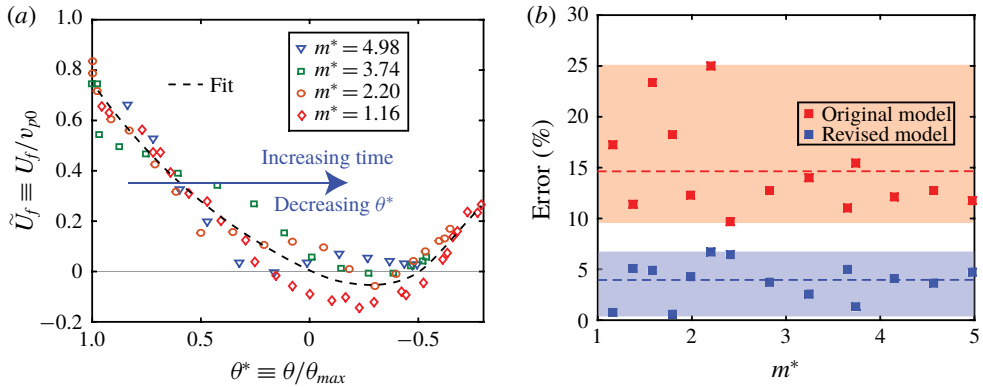 (a)
0.8
0.6
0.4
0.2
0
−0.2
1.0
0.5
0
−0.5
Ũf ≡ Uf/vp0
θ* ≡ θ/θmax
Fit
m* = 4.98
m* = 3.74
m* = 2.20
m* = 1.16
Increasing time
Decreasing θ*
(b)
30
25
20
15
10
5
0
1
2
3
4
5
Error (%)
m*
Original model
Revised model